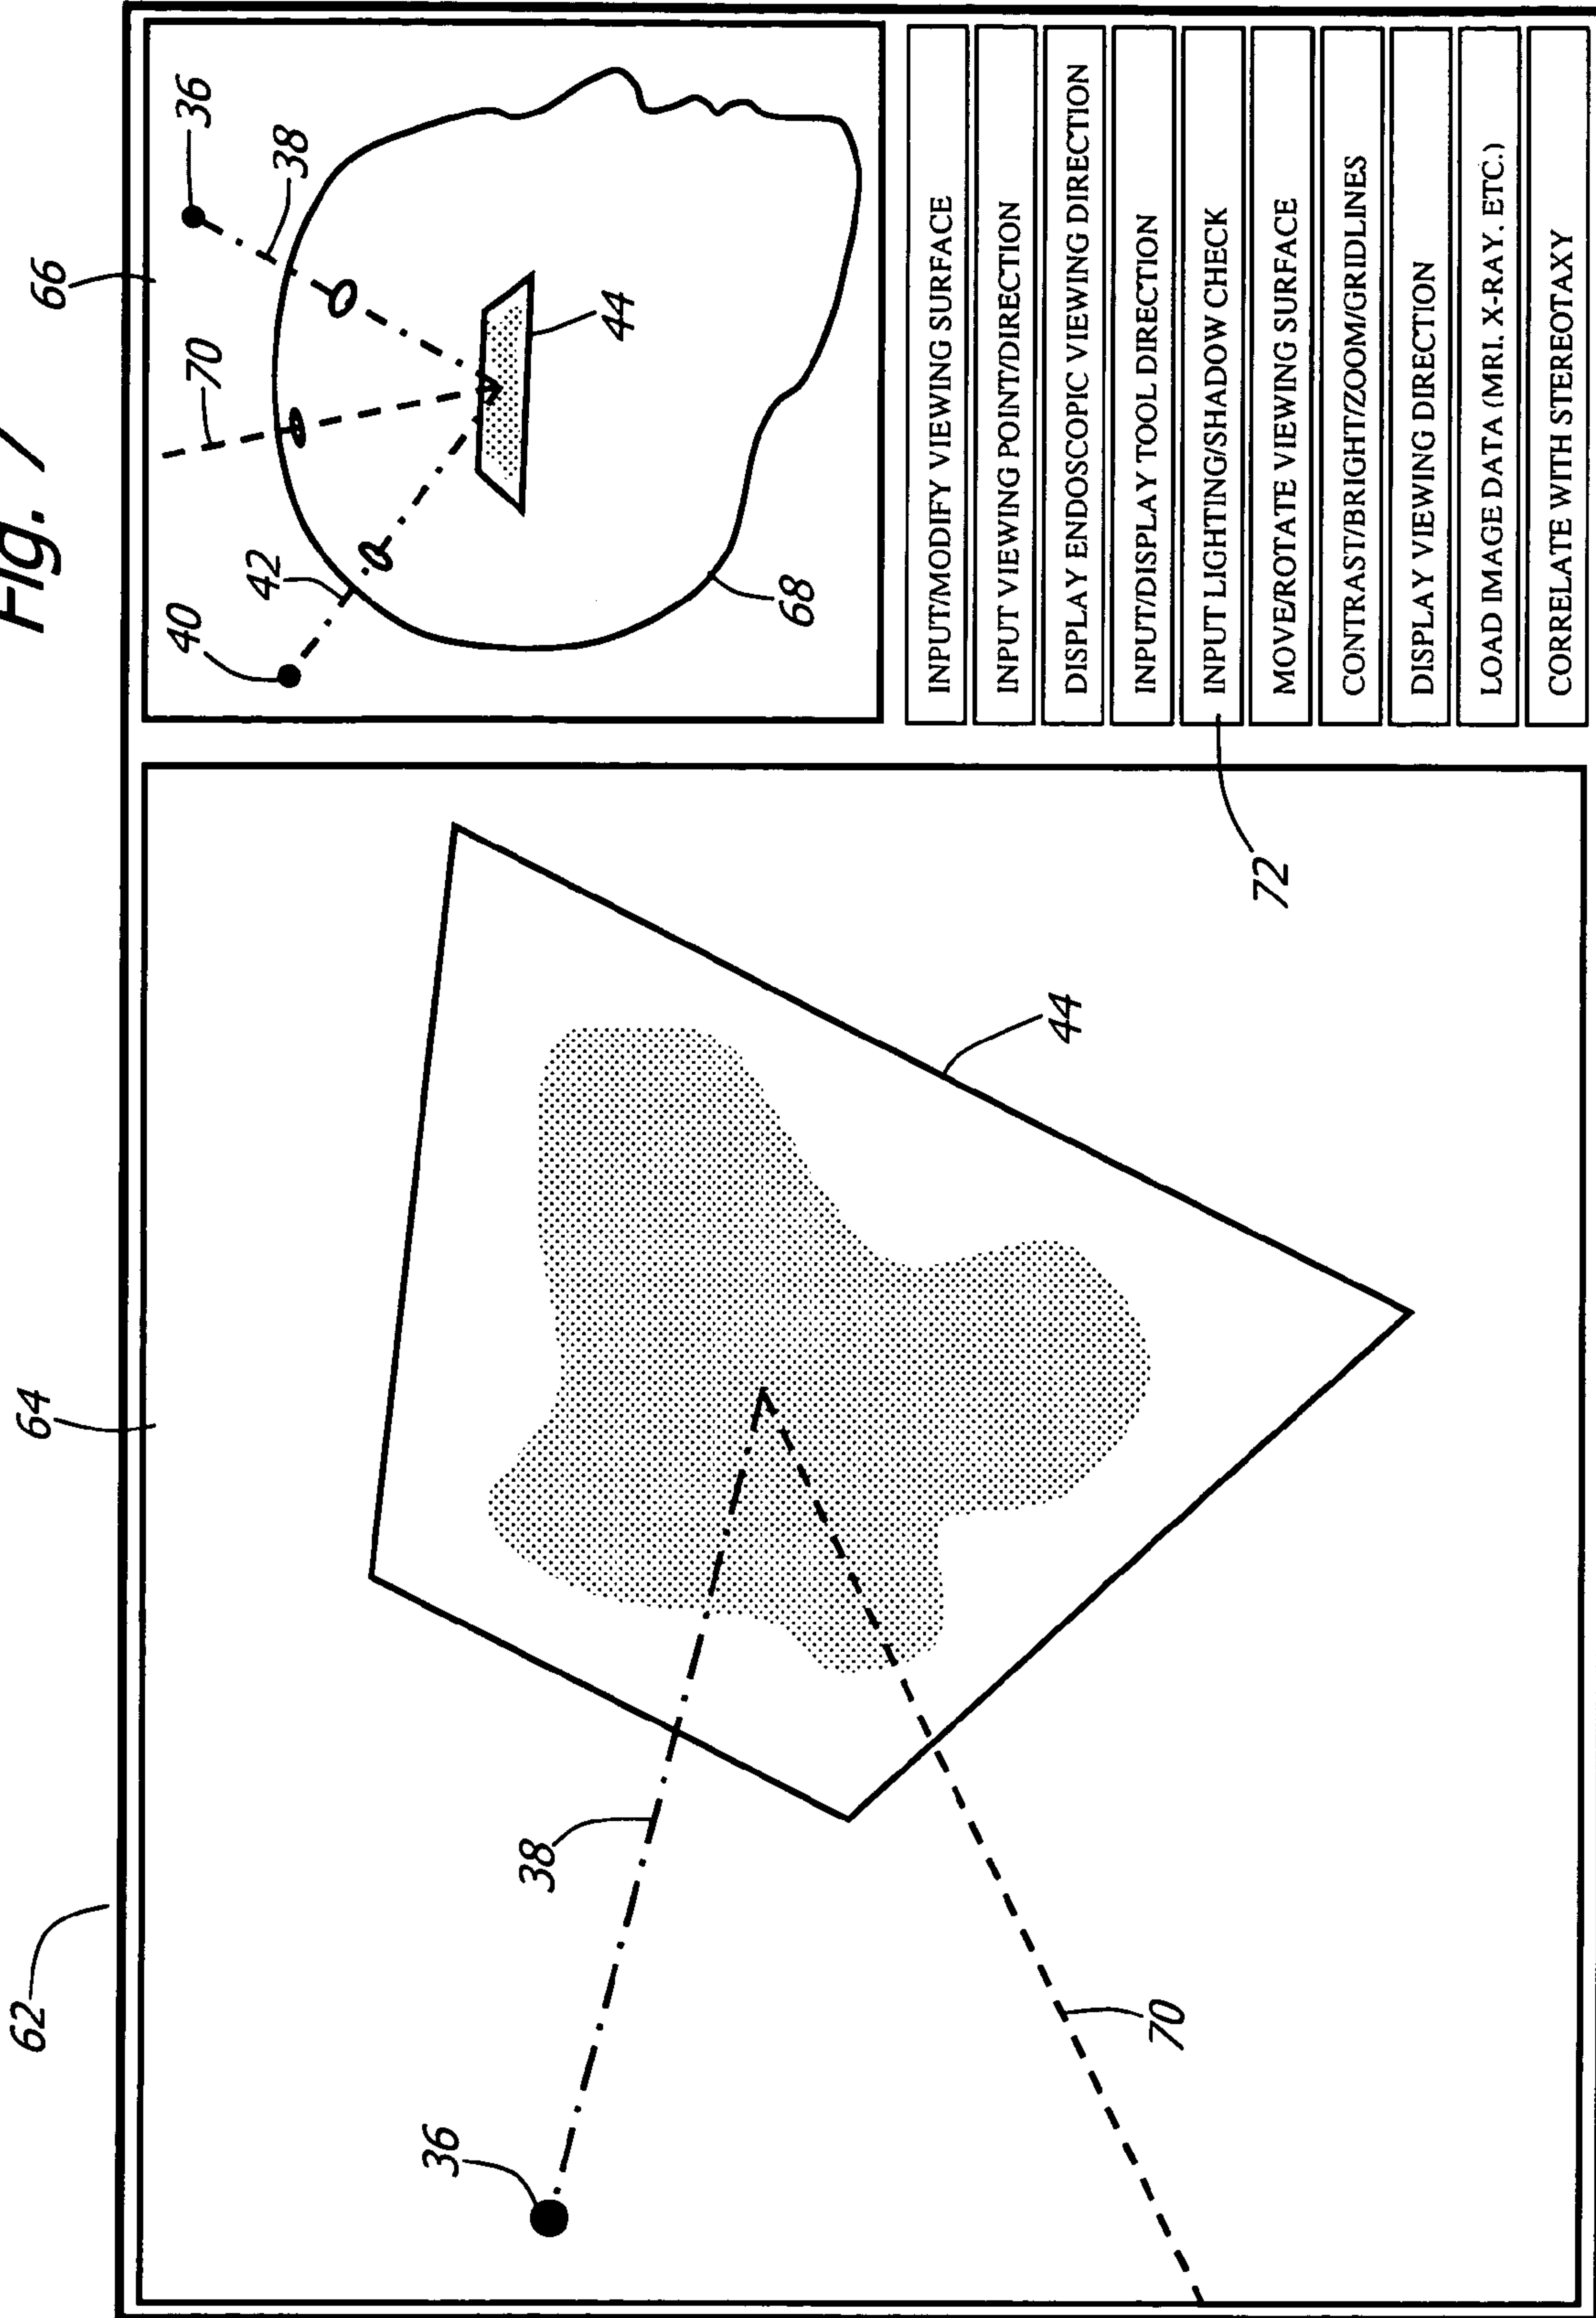 Fig. 7
62
64
66
36
38
44
70
40
42
70
38
36
44
68
72
INPUT/MODIFY VIEWING SURFACE
INPUT VIEWING POINT/DIRECTION
DISPLAY ENDOSCOPIC VIEWING DIRECTION
INPUT/DISPLAY TOOL DIRECTION
INPUT LIGHTING/SHADOW CHECK
MOVE/ROTATE VIEWING SURFACE
CONTRAST/BRIGHT/ZOOM/GRIDLINES
DISPLAY VIEWING DIRECTION
LOAD IMAGE DATA (MRI, X-RAY, ETC.)
CORRELATE WITH STEREOTAXY